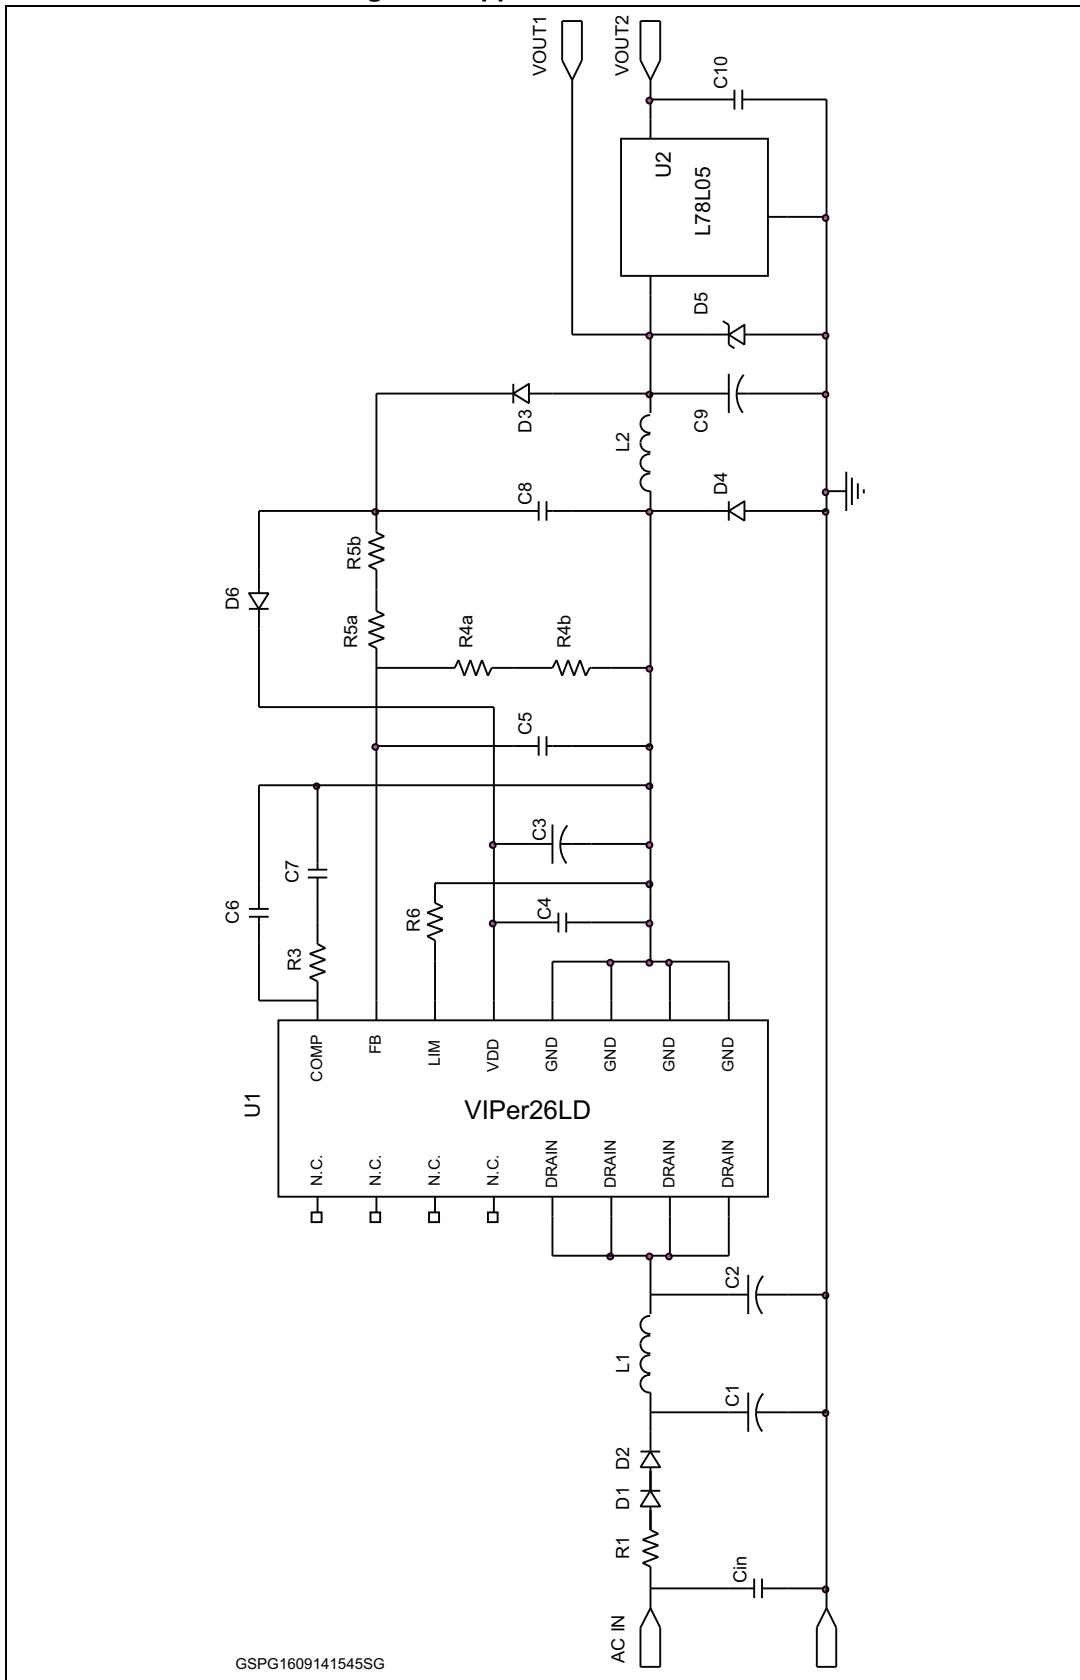 VOUT1
VOUT2
C10
U2
L78L05
D5
D3
C9
L2
C8
D4
R5b
D6
R5a
R4a
R4b
C5
C3
C7
C6
R6
C4
R3
COMP
FB
LIM
VDD
GND
GND
GND
GND
U1
VIPer26LD
N.C.
N.C.
N.C.
N.C.
DRAIN
DRAIN
DRAIN
DRAIN
C2
L1
C1
D2
D1
R1
Cin
AC IN
GSPG1609141545SG